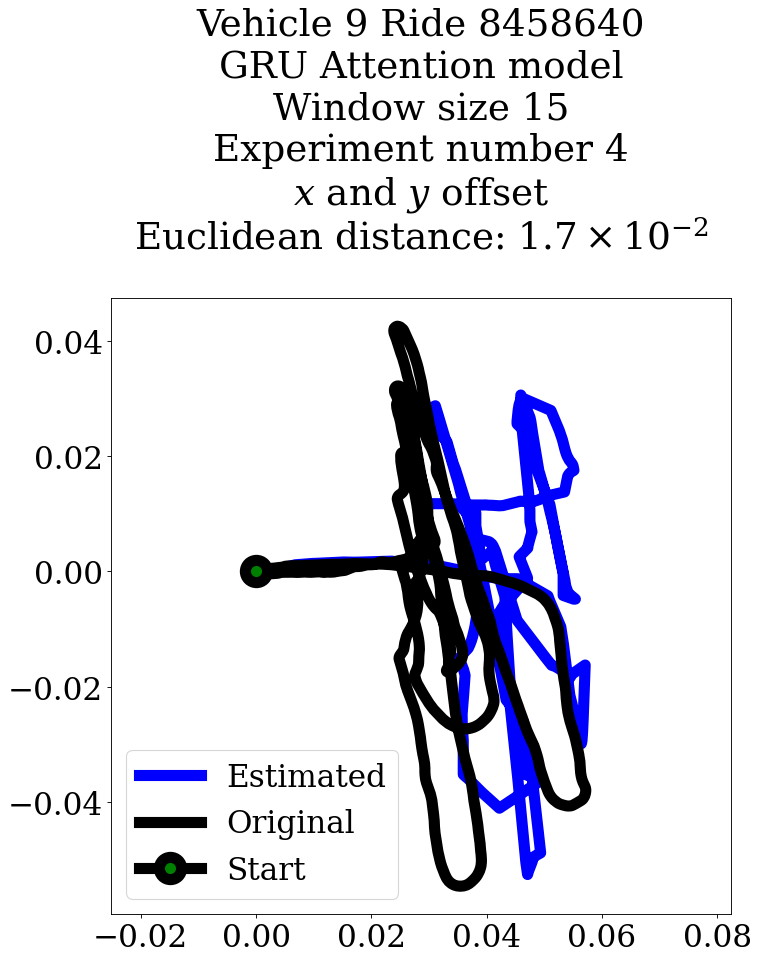 Vehicle 9 Ride 8458640
GRU Attention model
Window size 15
Experiment number 4
x and y offset
Euclidean distance: 1.7 × 10⁻²
0.04
0.02
0.00
−0.02
−0.04
Estimated
Original
Start
−0.02 0.00 0.02 0.04 0.06 0.08